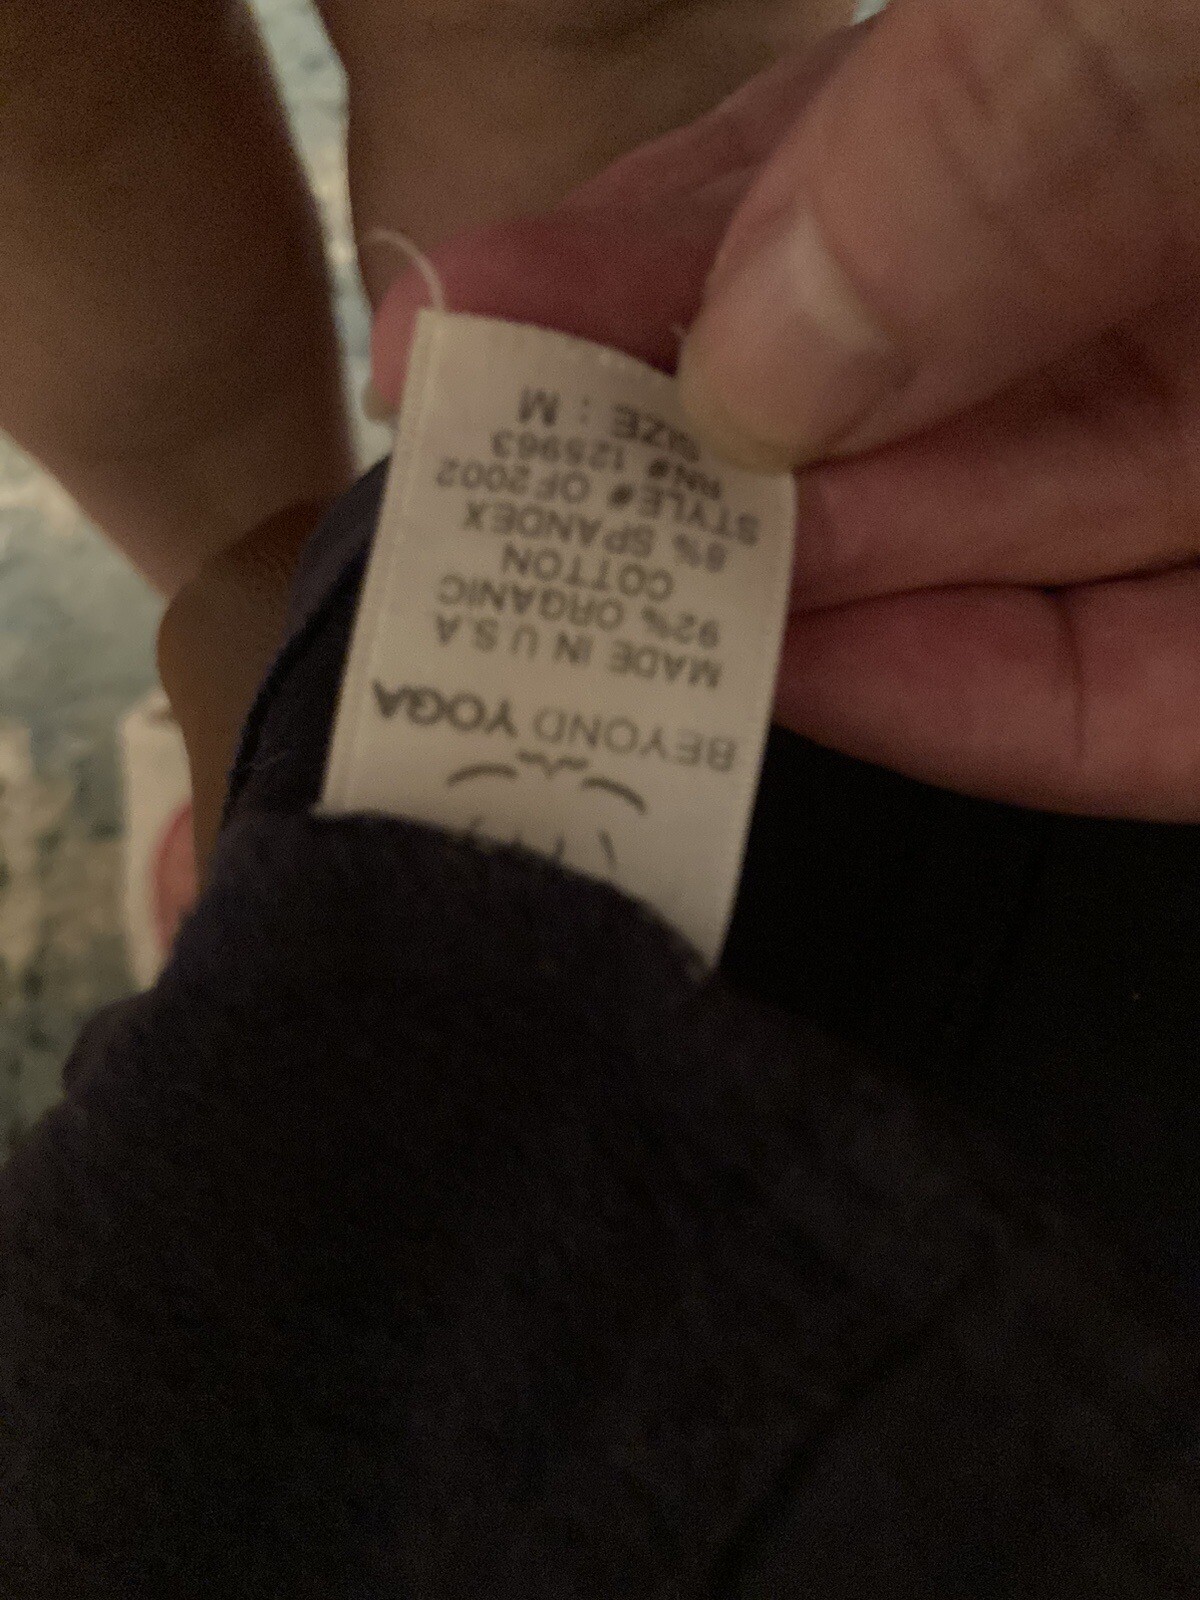 BEYOND YOGA
MADE IN U.S.A
92% ORGANIC
COTTON
8% SPANDEX
STYLE# OF2002
RN# 125963
SIZE : M